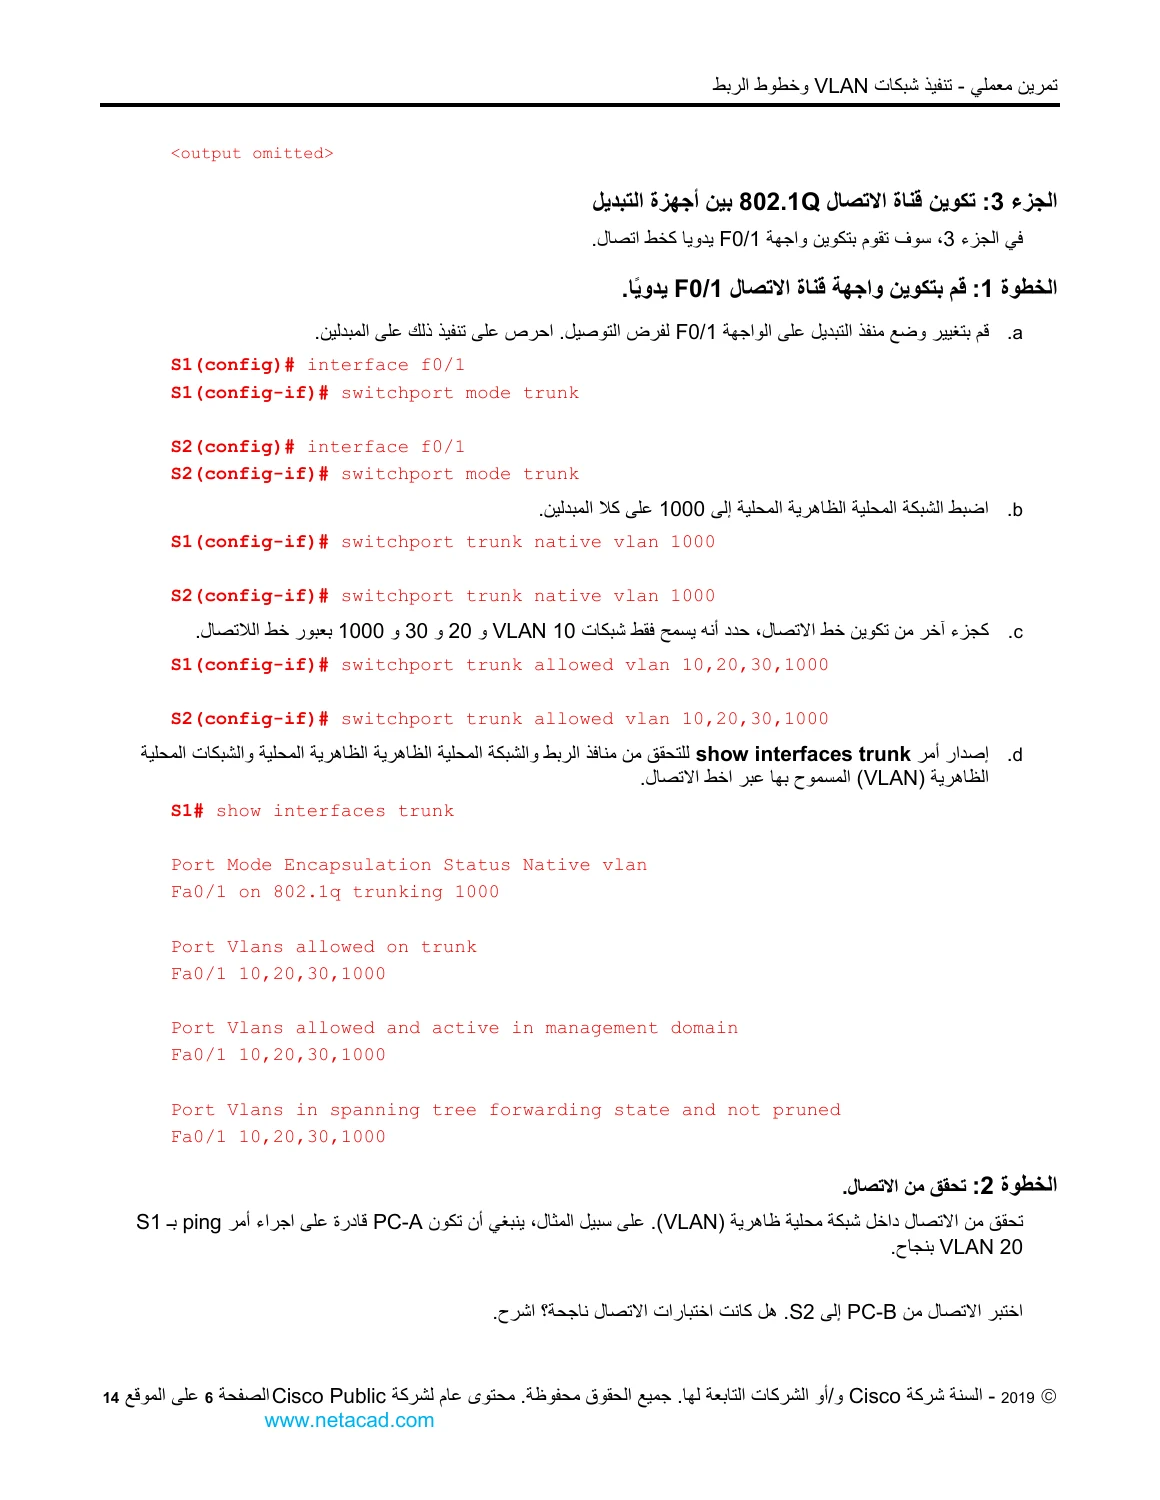 تمرين معملي - تنفيذ شبكات VLAN وخطوط الربط
<output omitted>
الجزء 3: تكوين قناة الاتصال 802.1Q بين أجهزة التبديل
في الجزء 3، سوف تقوم بتكوين واجهة F0/1 يدويا كخط اتصال.
الخطوة 1: قم بتكوين واجهة قناة الاتصال F0/1 يدويًا.
a. قم بتغيير وضع منفذ التبديل على الواجهة F0/1 لفرض التوصيل. احرص على تنفيذ ذلك على المبدلين.
S1(config)# interface f0/1
S1(config-if)# switchport mode trunk
S2(config)# interface f0/1
S2(config-if)# switchport mode trunk
b. اضبط الشبكة المحلية الظاهرية المحلية إلى 1000 على كلا المبدلين.
S1(config-if)# switchport trunk native vlan 1000
S2(config-if)# switchport trunk native vlan 1000
c. كجزء آخر من تكوين خط الاتصال، حدد أنه يسمح فقط شبكات VLAN 10 و 20 و 30 و 1000 بعبور خط اللاتصال.
S1(config-if)# switchport trunk allowed vlan 10,20,30,1000
S2(config-if)# switchport trunk allowed vlan 10,20,30,1000
d. إصدار أمر show interfaces trunk للتحقق من منافذ الربط والشبكة المحلية الظاهرية الظاهرية المحلية والشبكات المحلية
الظاهرية (VLAN) المسموح بها عبر اخط الاتصال.
S1# show interfaces trunk
Port Mode Encapsulation Status Native vlan
Fa0/1 on 802.1q trunking 1000
Port Vlans allowed on trunk
Fa0/1 10,20,30,1000
Port Vlans allowed and active in management domain
Fa0/1 10,20,30,1000
Port Vlans in spanning tree forwarding state and not pruned
Fa0/1 10,20,30,1000
الخطوة 2: تحقق من الاتصال.
تحقق من الاتصال داخل شبكة محلية ظاهرية (VLAN). على سبيل المثال، ينبغي أن تكون PC-A قادرة على اجراء أمر ping بـ S1
VLAN 20 بنجاح.
اختبر الاتصال من PC-B إلى S2. هل كانت اختبارات الاتصال ناجحة؟ اشرح.
© 2019 - السنة شركة Cisco و/أو الشركات التابعة لها. جميع الحقوق محفوظة. محتوى عام لشركة Cisco Public الصفحة 6 على الموقع 14
www.netacad.com